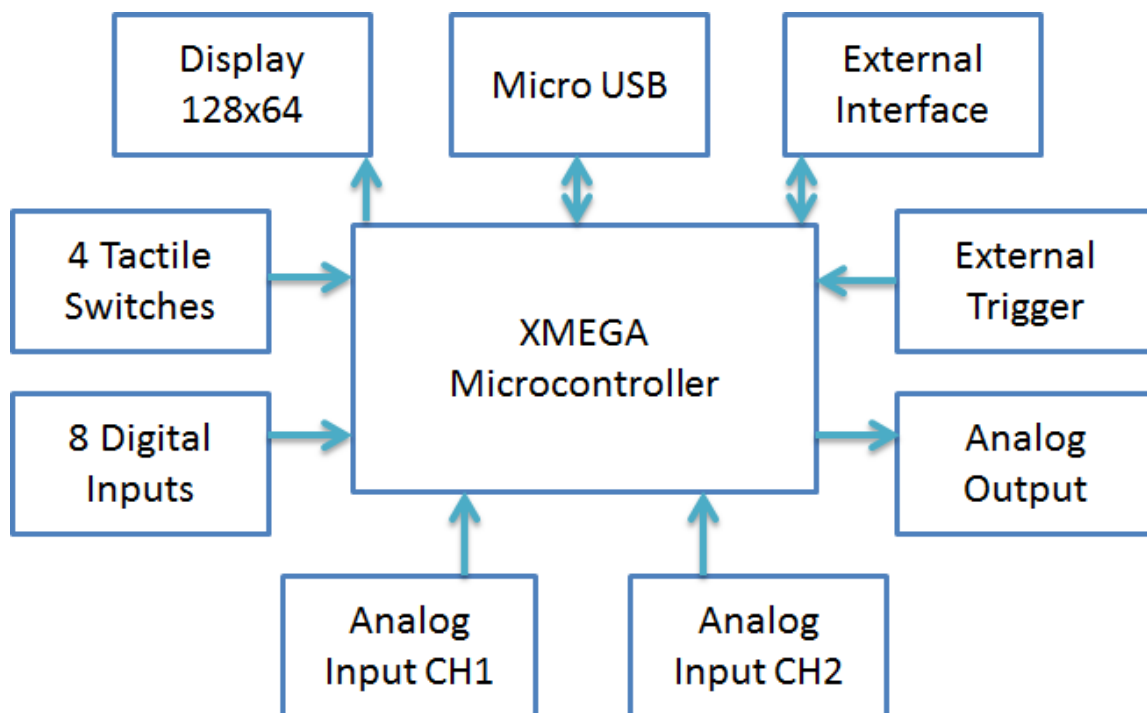 Display
128x64
Micro USB
External
Interface
4 Tactile
Switches
XMEGA
Microcontroller
External
Trigger
8 Digital
Inputs
Analog
Output
Analog
Input CH1
Analog
Input CH2